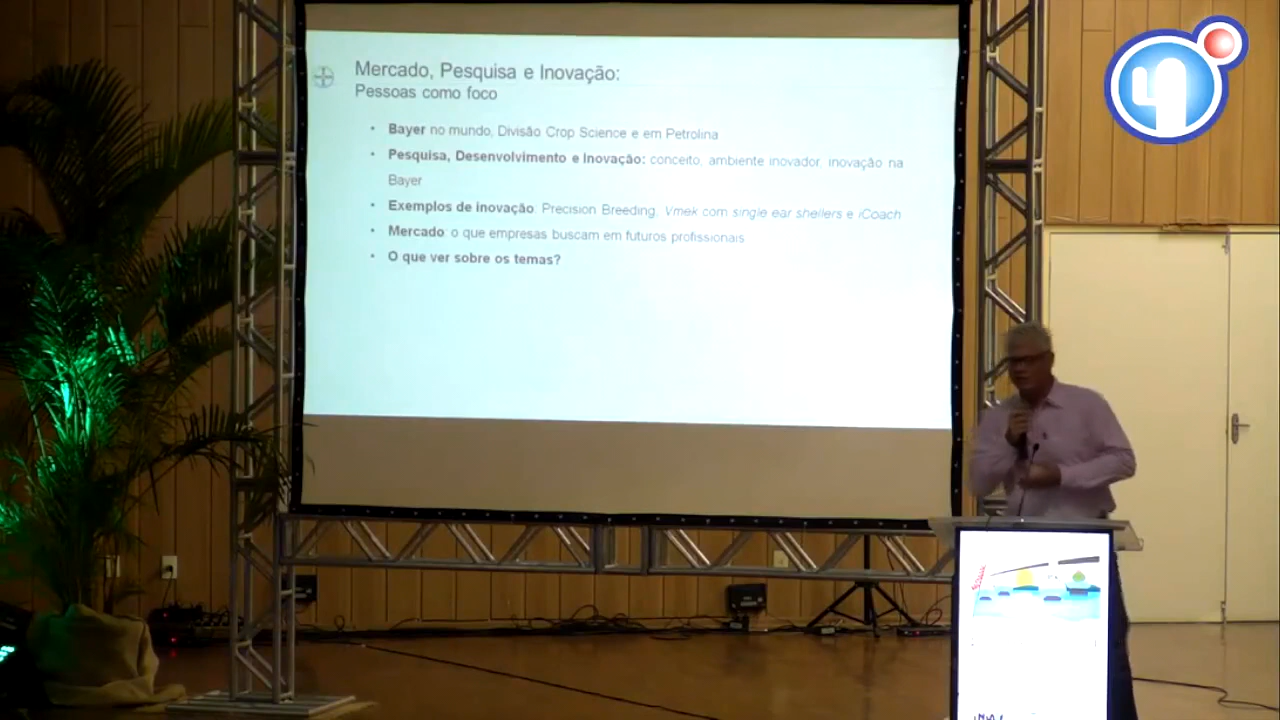 Mercado, Pesquisa e Inovação:
Pessoas como foco
• Bayer no mundo, Divisão Crop Science e em Petrolina
• Pesquisa, Desenvolvimento e Inovação: conceito, ambiente inovador, inovação na
Bayer
• Exemplos de inovação: Precision Breeding, Vmek com single ear shellers e iCoach
• Mercado: o que empresas buscam em futuros profissionais
• O que ver sobre os temas?